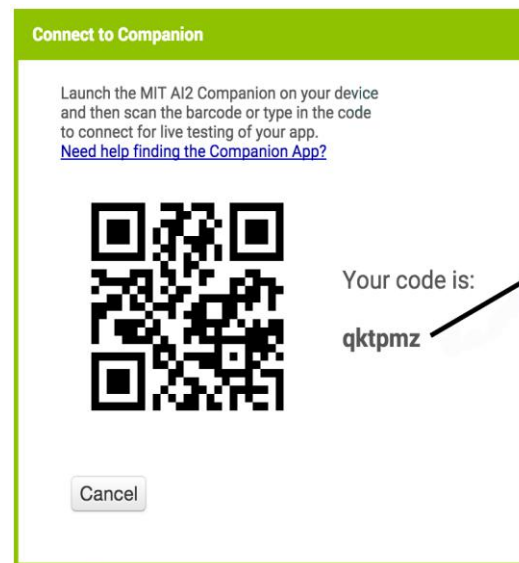 Connect to Companion
Launch the MIT AI2 Companion on your device
and then scan the barcode or type in the code
to connect for live testing of your app.
Need help finding the Companion App?
Your code is:
qktpmz
Cancel